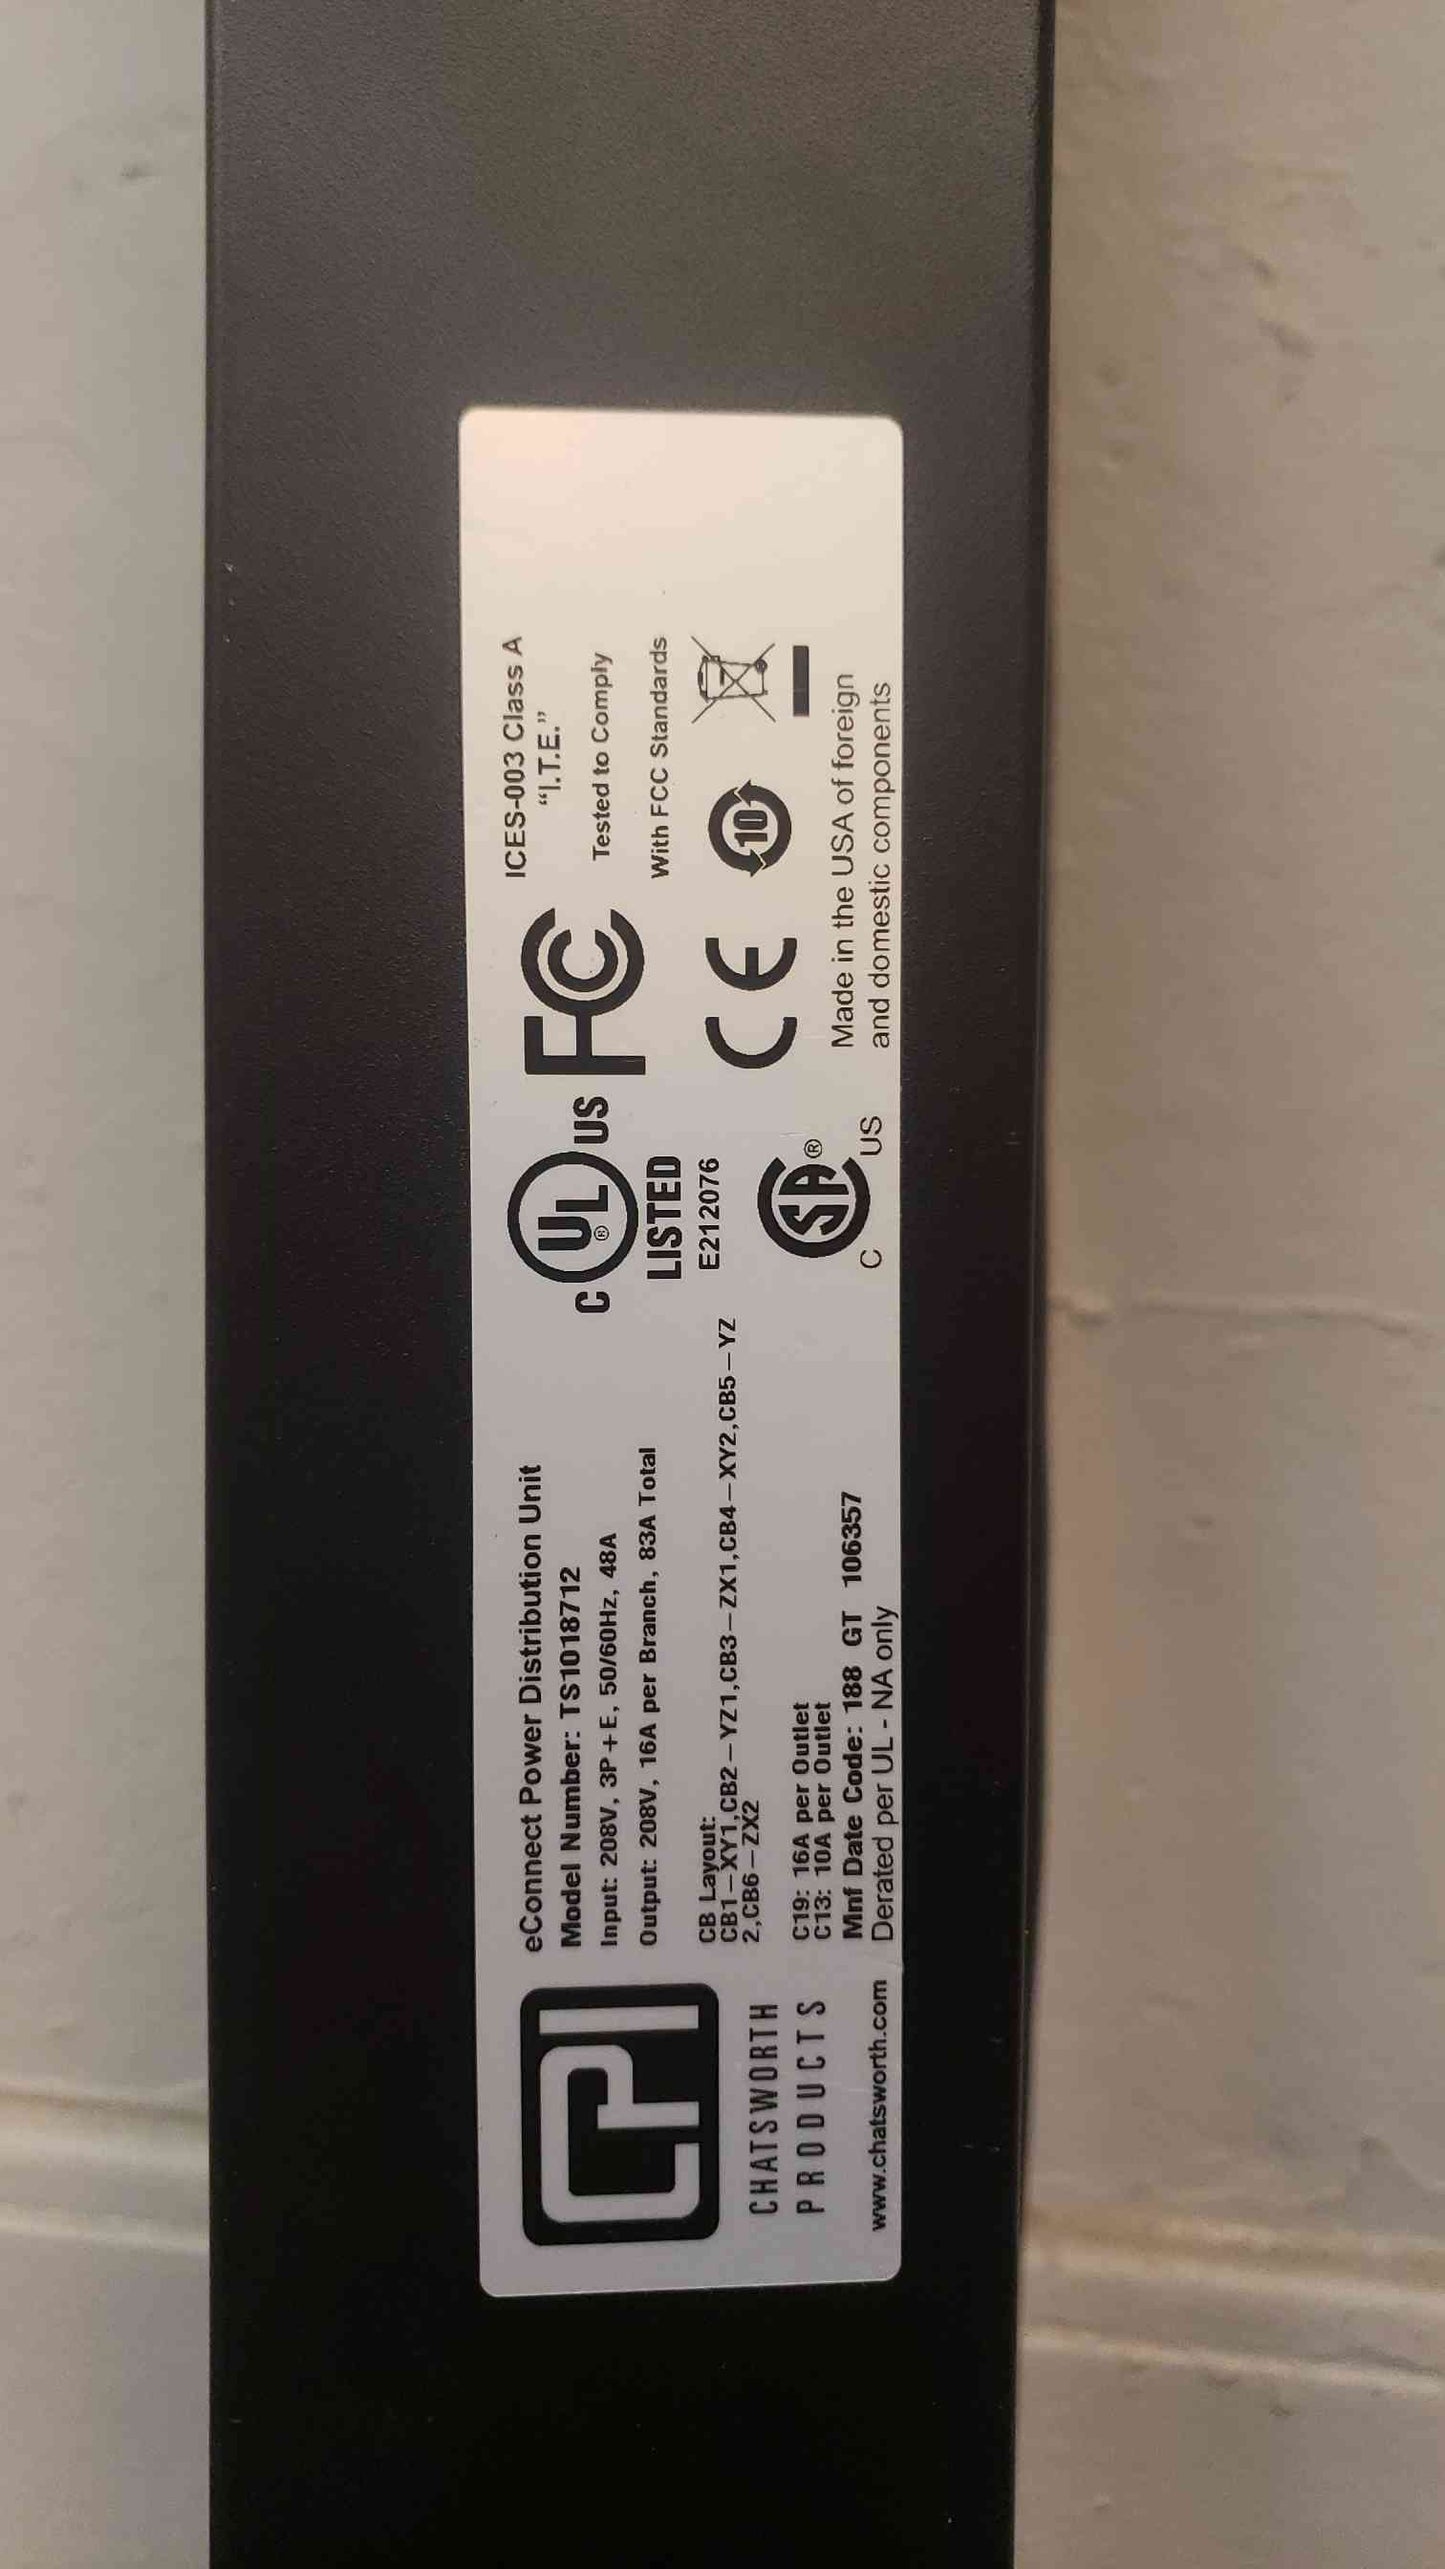 CPI
CHATSWORTH
PRODUCTS
www.chatsworth.com
eConnect Power Distribution Unit
Model Number: TS1018712
Input: 208V, 3P+E, 50/60Hz, 48A
Output: 208V, 16A per Branch, 83A Total
CB Layout:
CB1–XY1,CB2–YZ1,CB3–ZX1,CB4–XY2,CB5–YZ
2,CB6–ZX2
C19: 16A per Outlet
C13: 10A per Outlet
Mnf Date Code: 188 GT 106357
Derated per UL - NA only
C UL ® US
LISTED
E212076
SA ®
C US
FC
ICES-003 Class A
“I.T.E.”
Tested to Comply
With FCC Standards
CE
10
Made in the USA of foreign
and domestic components